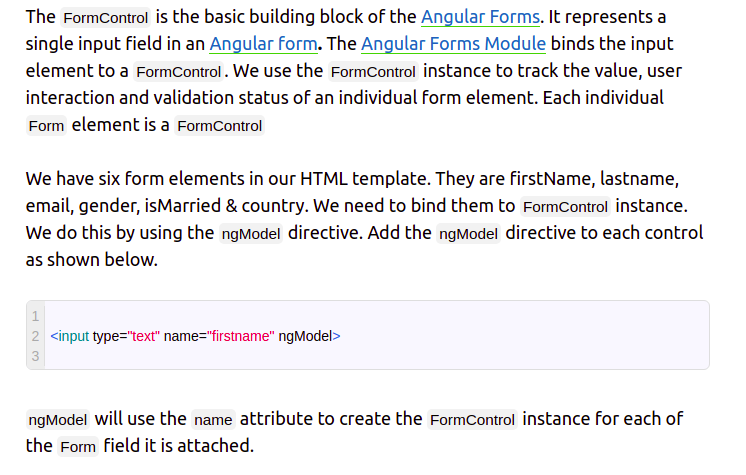 The FormControl is the basic building block of the Angular Forms. It represents a
single input field in an Angular form. The Angular Forms Module binds the input
element to a FormControl. We use the FormControl instance to track the value, user
interaction and validation status of an individual form element. Each individual
Form element is a FormControl
We have six form elements in our HTML template. They are firstName, lastname,
email, gender, isMarried & country. We need to bind them to FormControl instance.
We do this by using the ngModel directive. Add the ngModel directive to each control
as shown below.
1
2 <input type="text" name="firstname" ngModel>
3
ngModel will use the name attribute to create the FormControl instance for each of
the Form field it is attached.